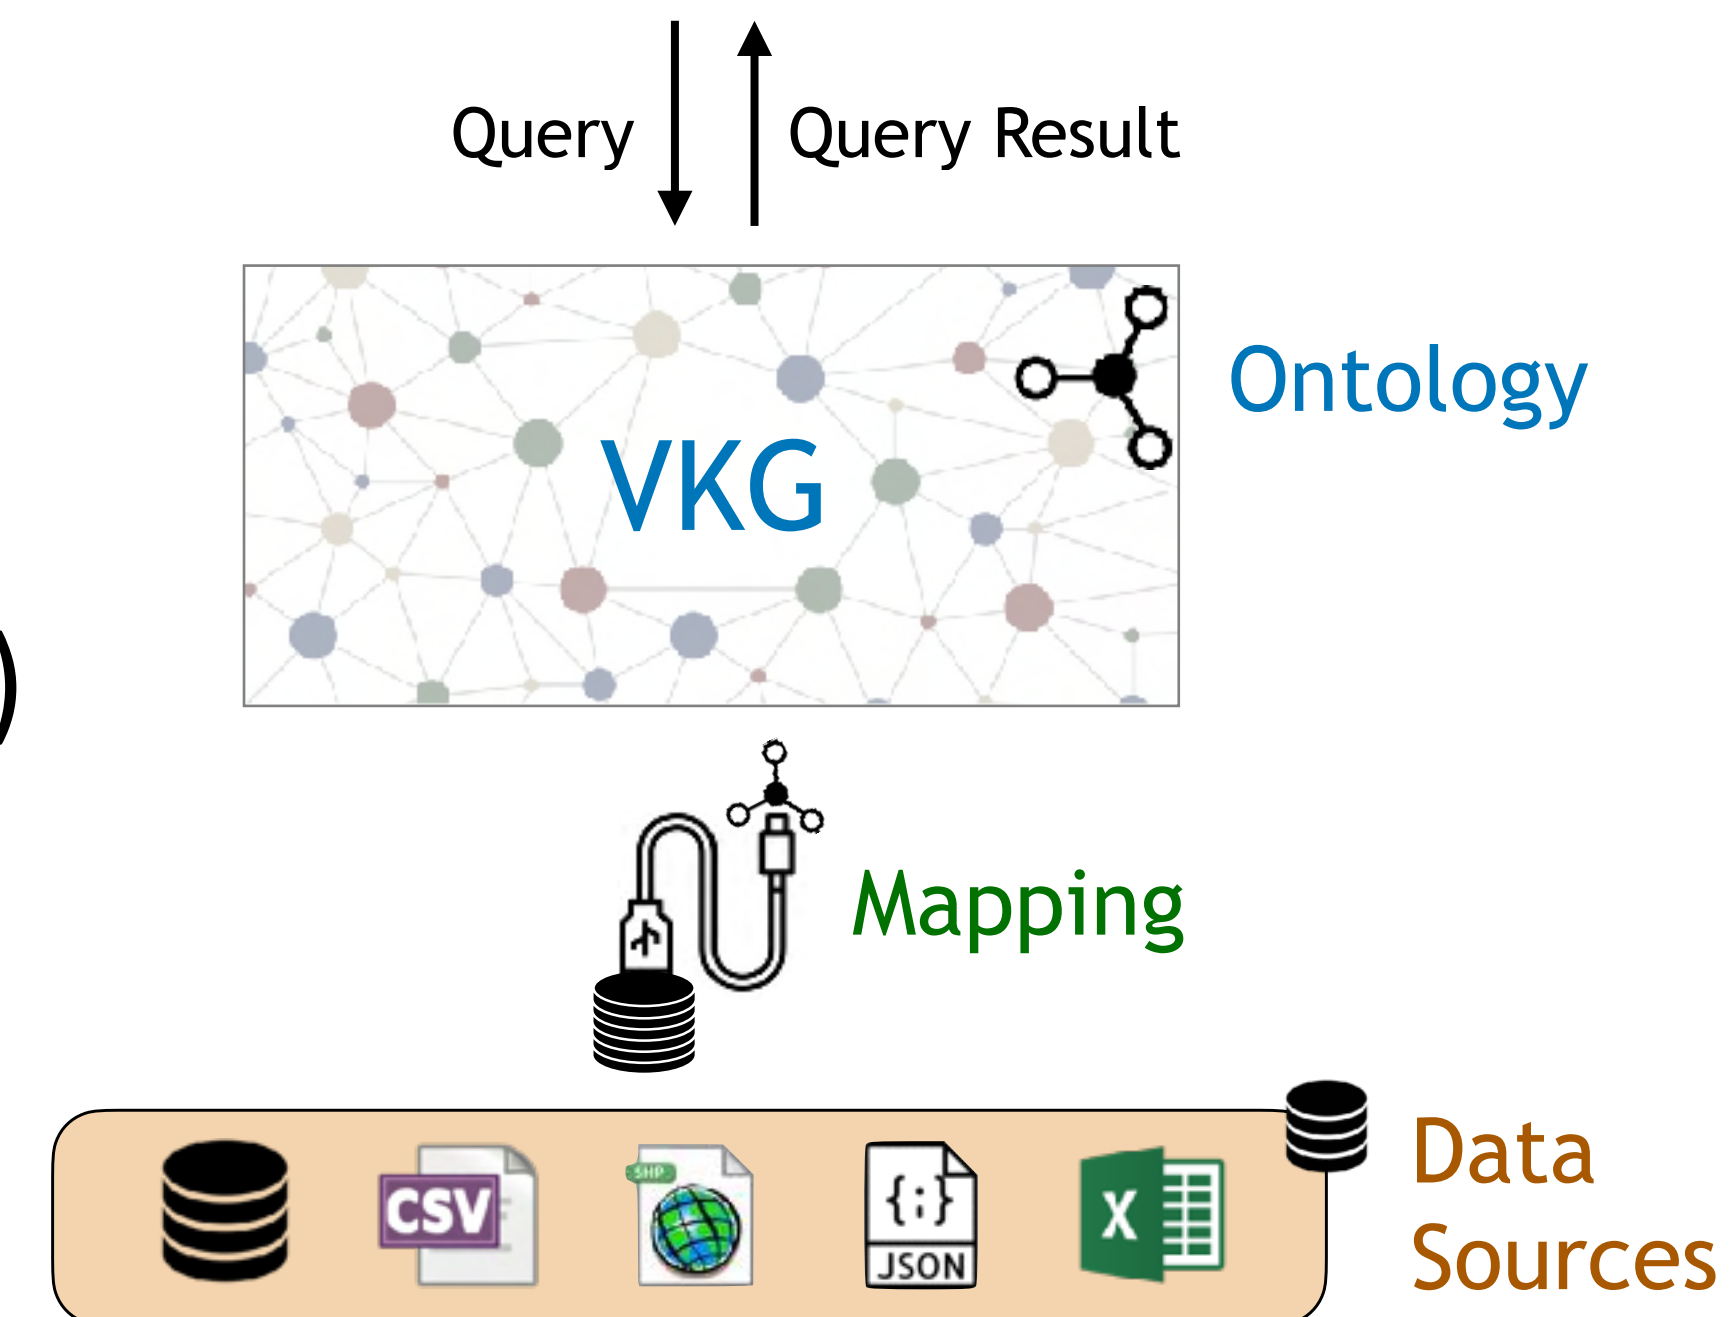 Query
Query Result
VKG
Ontology
)
Mapping
Data
Sources
CSV
SHP
{;}
JSON
X